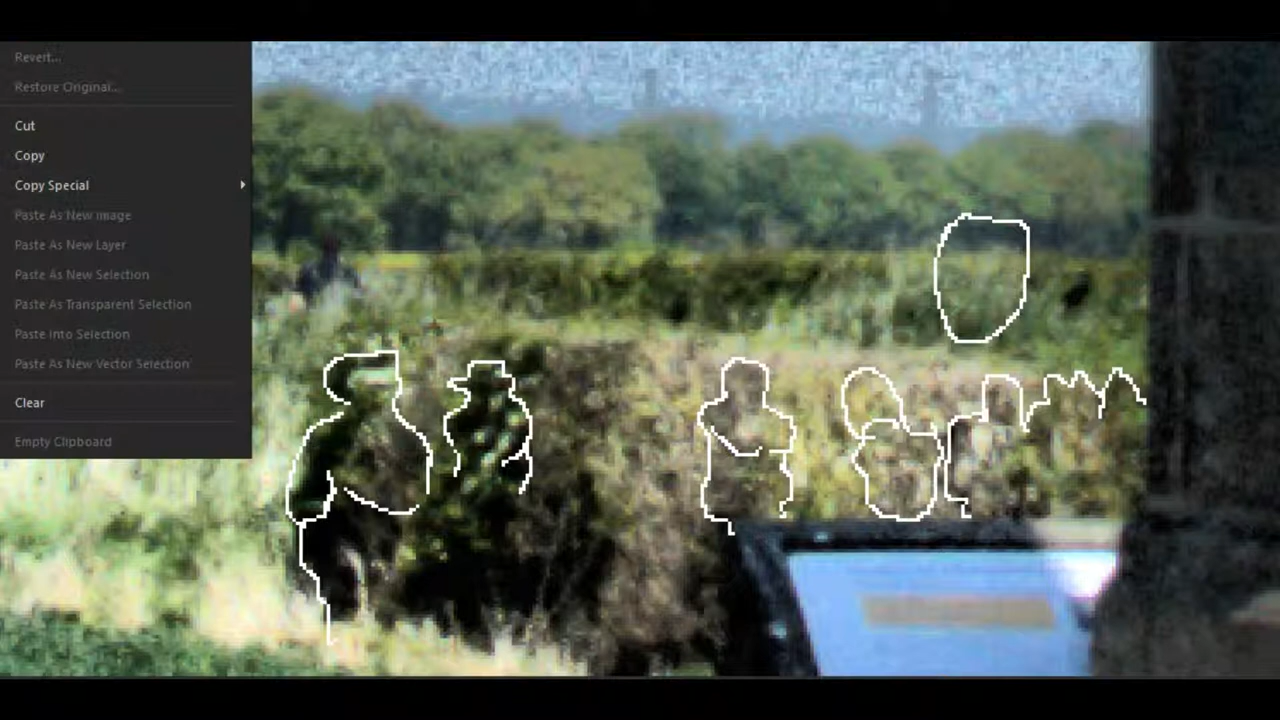 Revert...
Restore Original...
Cut
Copy
Copy Special
Paste As New Image
Paste As New Layer
Paste As New Selection
Paste As Transparent Selection
Paste Into Selection
Paste As New Vector Selection
Clear
Empty Clipboard